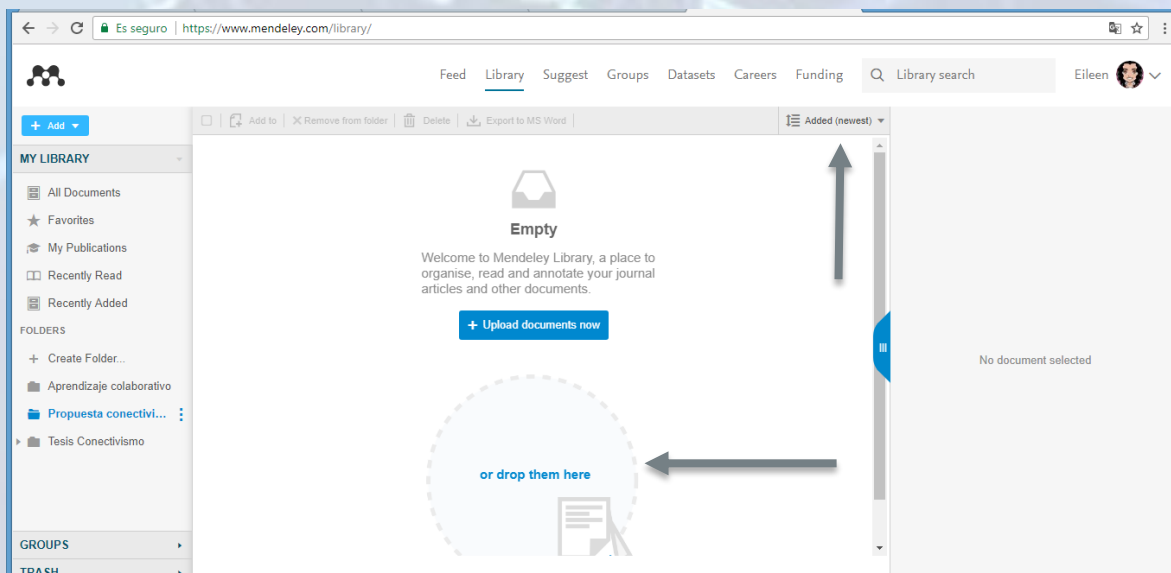 Es seguro | https://www.mendeley.com/library/
Feed Library Suggest Groups Datasets Careers Funding Library search Eileen
+ Add
Add to | Remove from folder | Delete | Export to MS Word | Added (newest)
MY LIBRARY
All Documents
Favorites
My Publications
Recently Read
Recently Added
FOLDERS
+ Create Folder...
Aprendizaje colaborativo
Propuesta conectivi...
Tesis Conectivismo
GROUPS
TRASH
Empty
Welcome to Mendeley Library, a place to
organise, read and annotate your journal
articles and other documents.
+ Upload documents now
or drop them here
No document selected